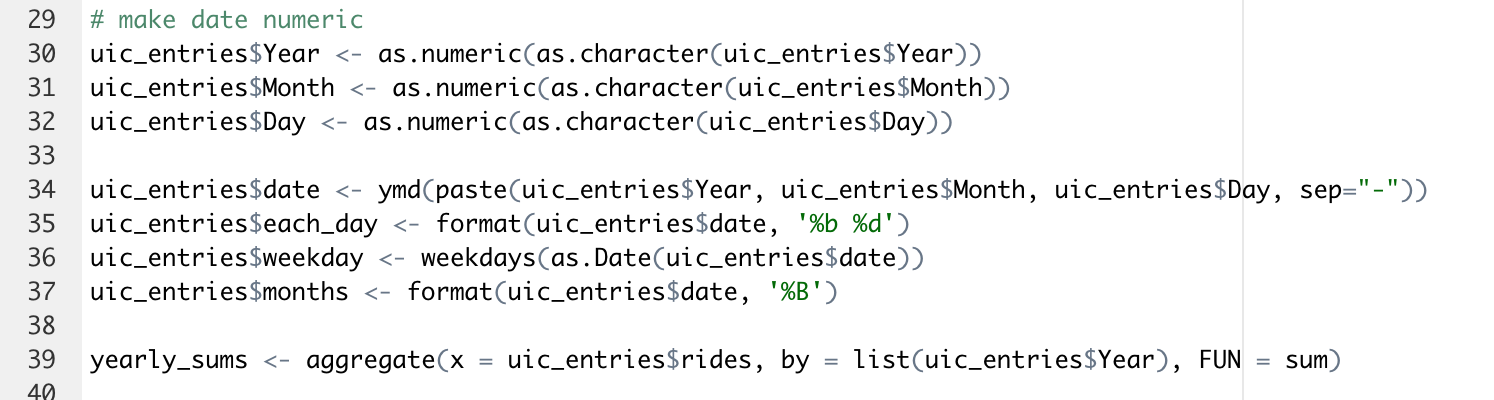 29 # make date numeric
30 uic_entries$Year <- as.numeric(as.character(uic_entries$Year))
31 uic_entries$Month <- as.numeric(as.character(uic_entries$Month))
32 uic_entries$Day <- as.numeric(as.character(uic_entries$Day))
33
34 uic_entries$date <- ymd(paste(uic_entries$Year, uic_entries$Month, uic_entries$Day, sep="-"))
35 uic_entries$each_day <- format(uic_entries$date, '%b %d')
36 uic_entries$weekday <- weekdays(as.Date(uic_entries$date))
37 uic_entries$months <- format(uic_entries$date, '%B')
38
39 yearly_sums <- aggregate(x = uic_entries$rides, by = list(uic_entries$Year), FUN = sum)
40